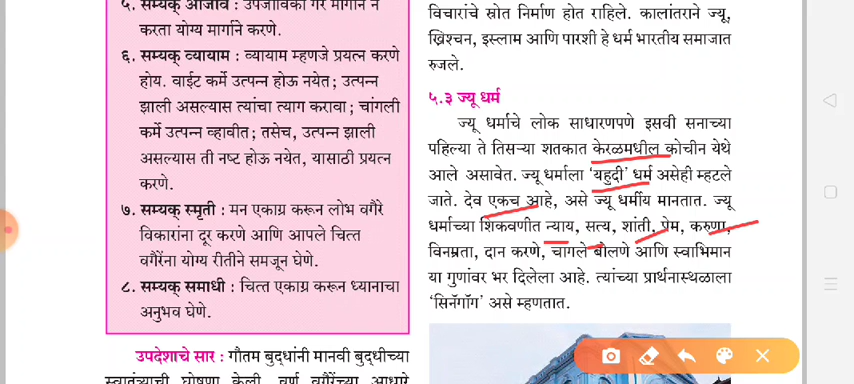 ५. सम्यक् आजीव : उपजीविका गैर मार्गाने न
करता योग्य मार्गाने करणे.
६. सम्यक् व्यायाम : व्यायाम म्हणजे प्रयत्न करणे
होय. वाईट कर्मे उत्पन्न होऊ नयेत; उत्पन्न
झाली असल्यास त्यांचा त्याग करावा; चांगली
कर्मे उत्पन्न व्हावीत; तसेच, उत्पन्न झाली
असल्यास ती नष्ट होऊ नयेत, यासाठी प्रयत्न
करणे.
७. सम्यक् स्मृती : मन एकाग्र करून लोभ वगैरे
विकारांना दूर करणे आणि आपले चित्त
वगैरेंना योग्य रीतीने समजून घेणे.
८. सम्यक् समाधी : चित्त एकाग्र करून ध्यानाचा
अनुभव घेणे.
उपदेशाचे सार : गौतम बुद्धांनी मानवी बुद्धीच्या
स्वातंत्र्याची घोषणा केली. वर्ण वगैरेंच्या आधारे
विचारांचे स्रोत निर्माण होत राहिले. कालांतराने ज्यू,
ख्रिश्चन, इस्लाम आणि पारशी हे धर्म भारतीय समाजात
रुजले.
५.३ ज्यू धर्म
ज्यू धर्माचे लोक साधारणपणे इसवी सनाच्या
पहिल्या ते तिसऱ्या शतकात केरळमधील कोचीन येथे
आले असावेत. ज्यू धर्माला ‘यहुदी’ धर्म असेही म्हटले
जाते. देव एकच आहे, असे ज्यू धर्मीय मानतात. ज्यू
धर्माच्या शिकवणीत न्याय, सत्य, शांती, प्रेम, करुणा,
विनम्रता, दान करणे, चांगले बोलणे आणि स्वाभिमान
या गुणांवर भर दिलेला आहे. त्यांच्या प्रार्थनास्थळाला
‘सिनॅगॉग’ असे म्हणतात.